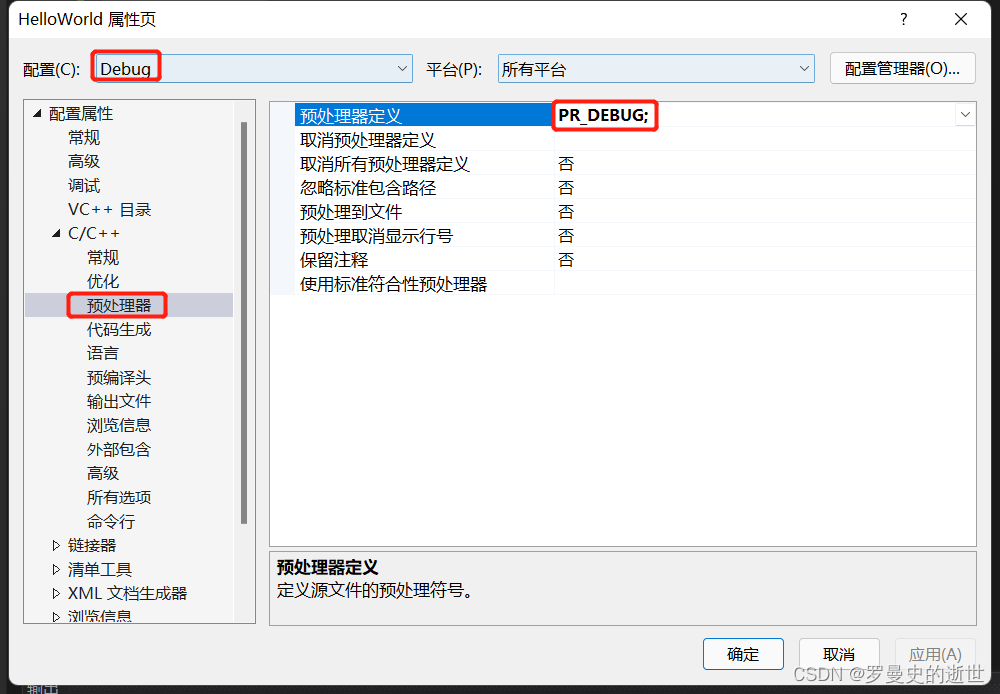 HelloWorld 属性页
?
配置(C):
Debug
平台(P):
所有平台
配置管理器(O)...
配置属性
常规
高级
调试
VC++ 目录
C/C++
常规
优化
预处理器
代码生成
语言
预编译头
输出文件
浏览信息
外部包含
高级
所有选项
命令行
链接器
清单工具
XML 文档生成器
浏览信息
预处理器定义 PR_DEBUG;
取消预处理器定义
取消所有预处理器定义 否
忽略标准包含路径 否
预处理到文件 否
预处理取消显示行号 否
保留注释 否
使用标准符合性预处理器
预处理器定义
定义源文件的预处理符号。
确定
取消
应用(A)
CSDN @罗曼史的逝世
输出